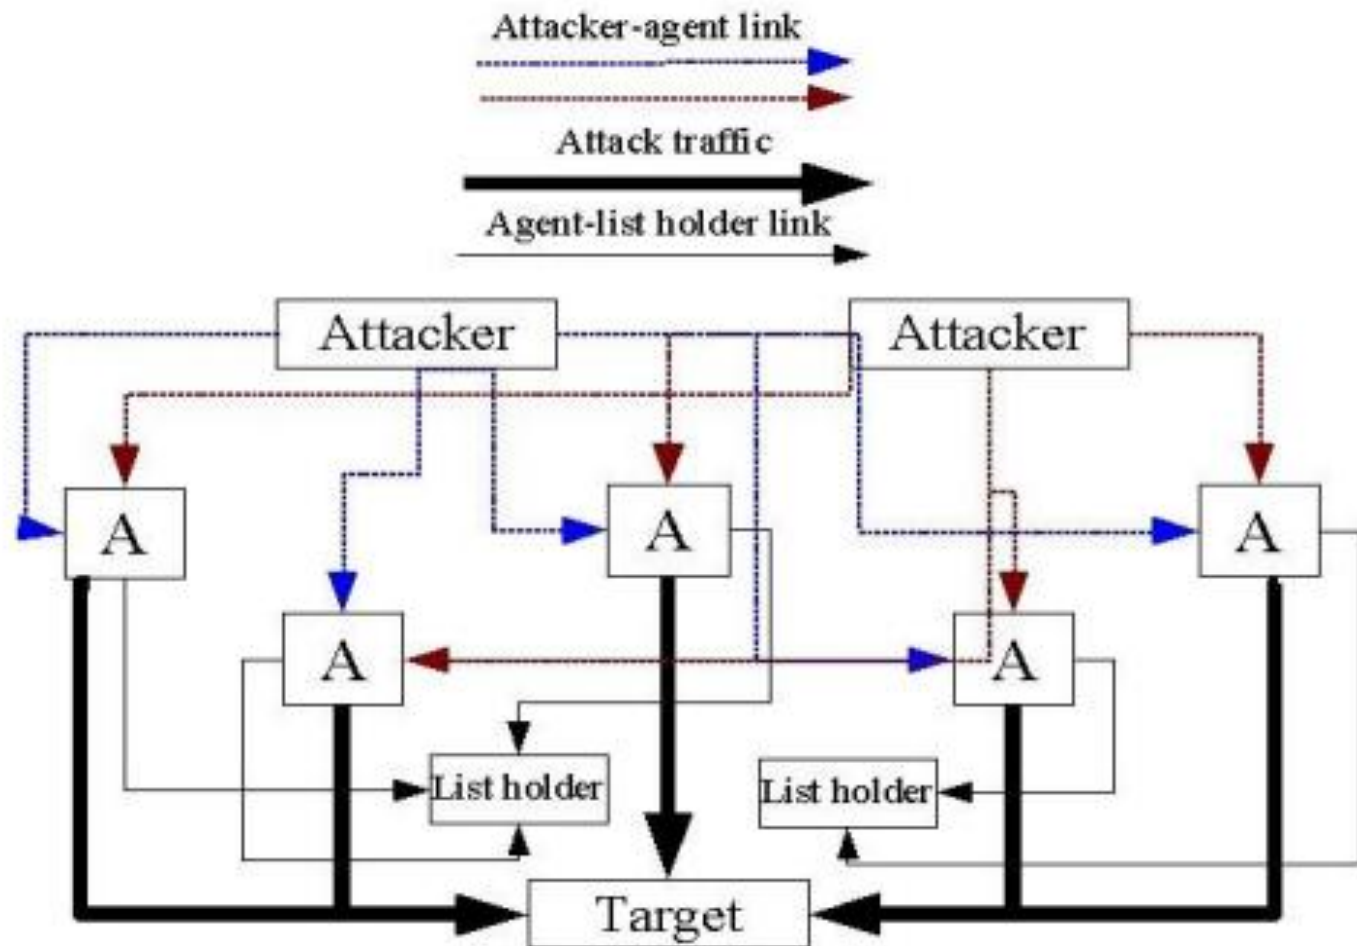 Attacker-agent link
Attack traffic
Agent-list holder link
Attacker
Attacker
A
A
A
A
A
List holder
List holder
Target